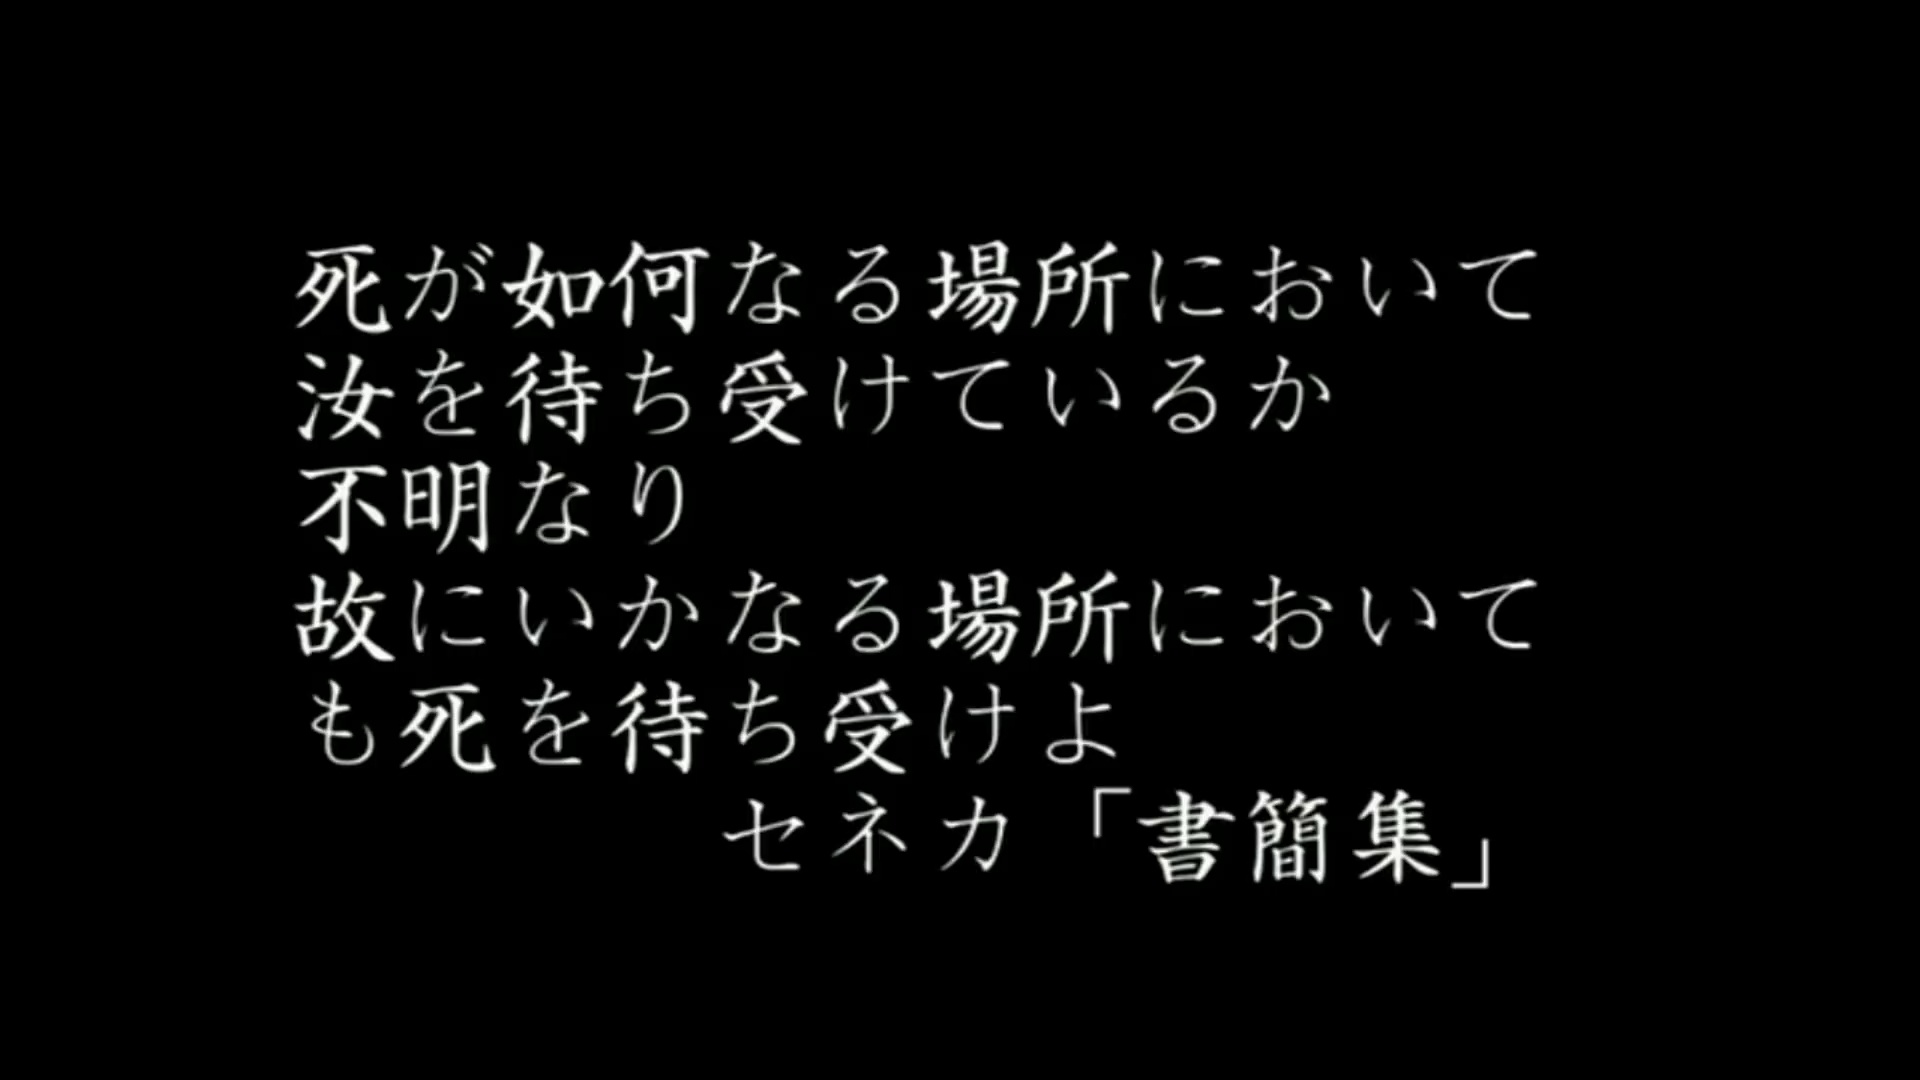 死が如何なる場所において
汝を待ち受けているか
不明なり
故にいかなる場所において
も死を待ち受けよ
セネカ「書簡集」